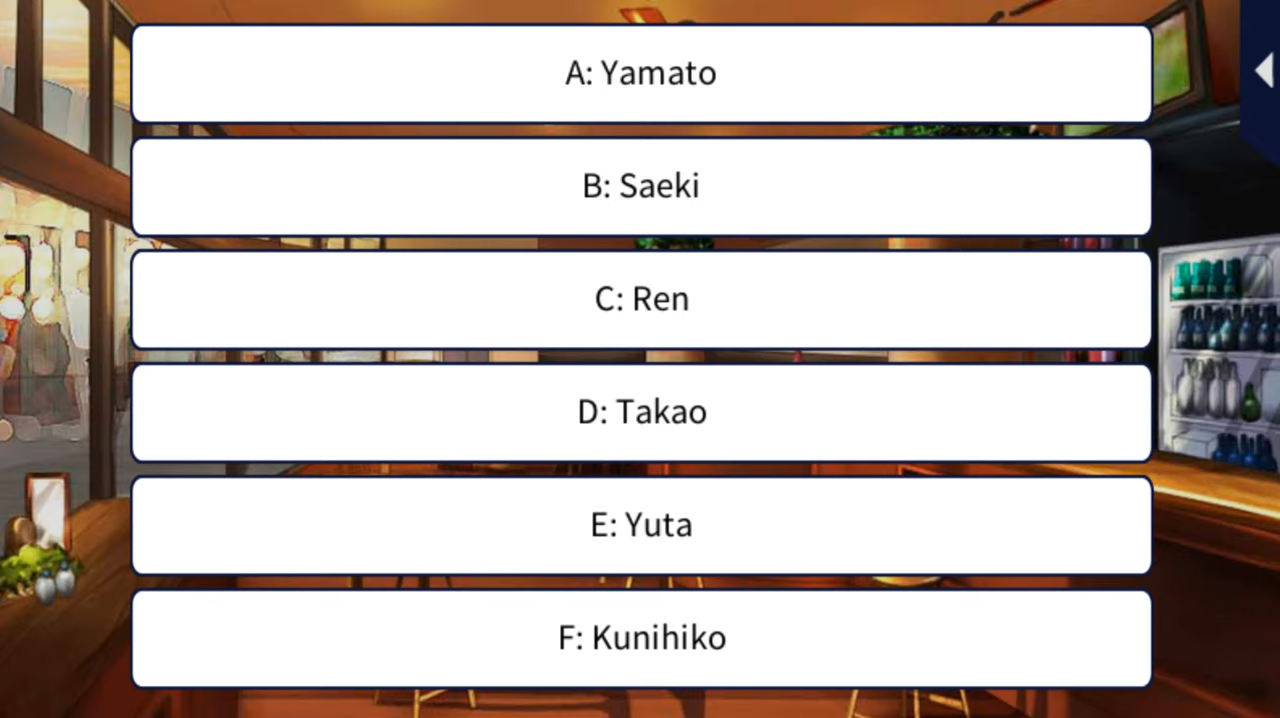 A: Yamato
B: Saeki
C: Ren
D: Takao
E: Yuta
F: Kunihiko